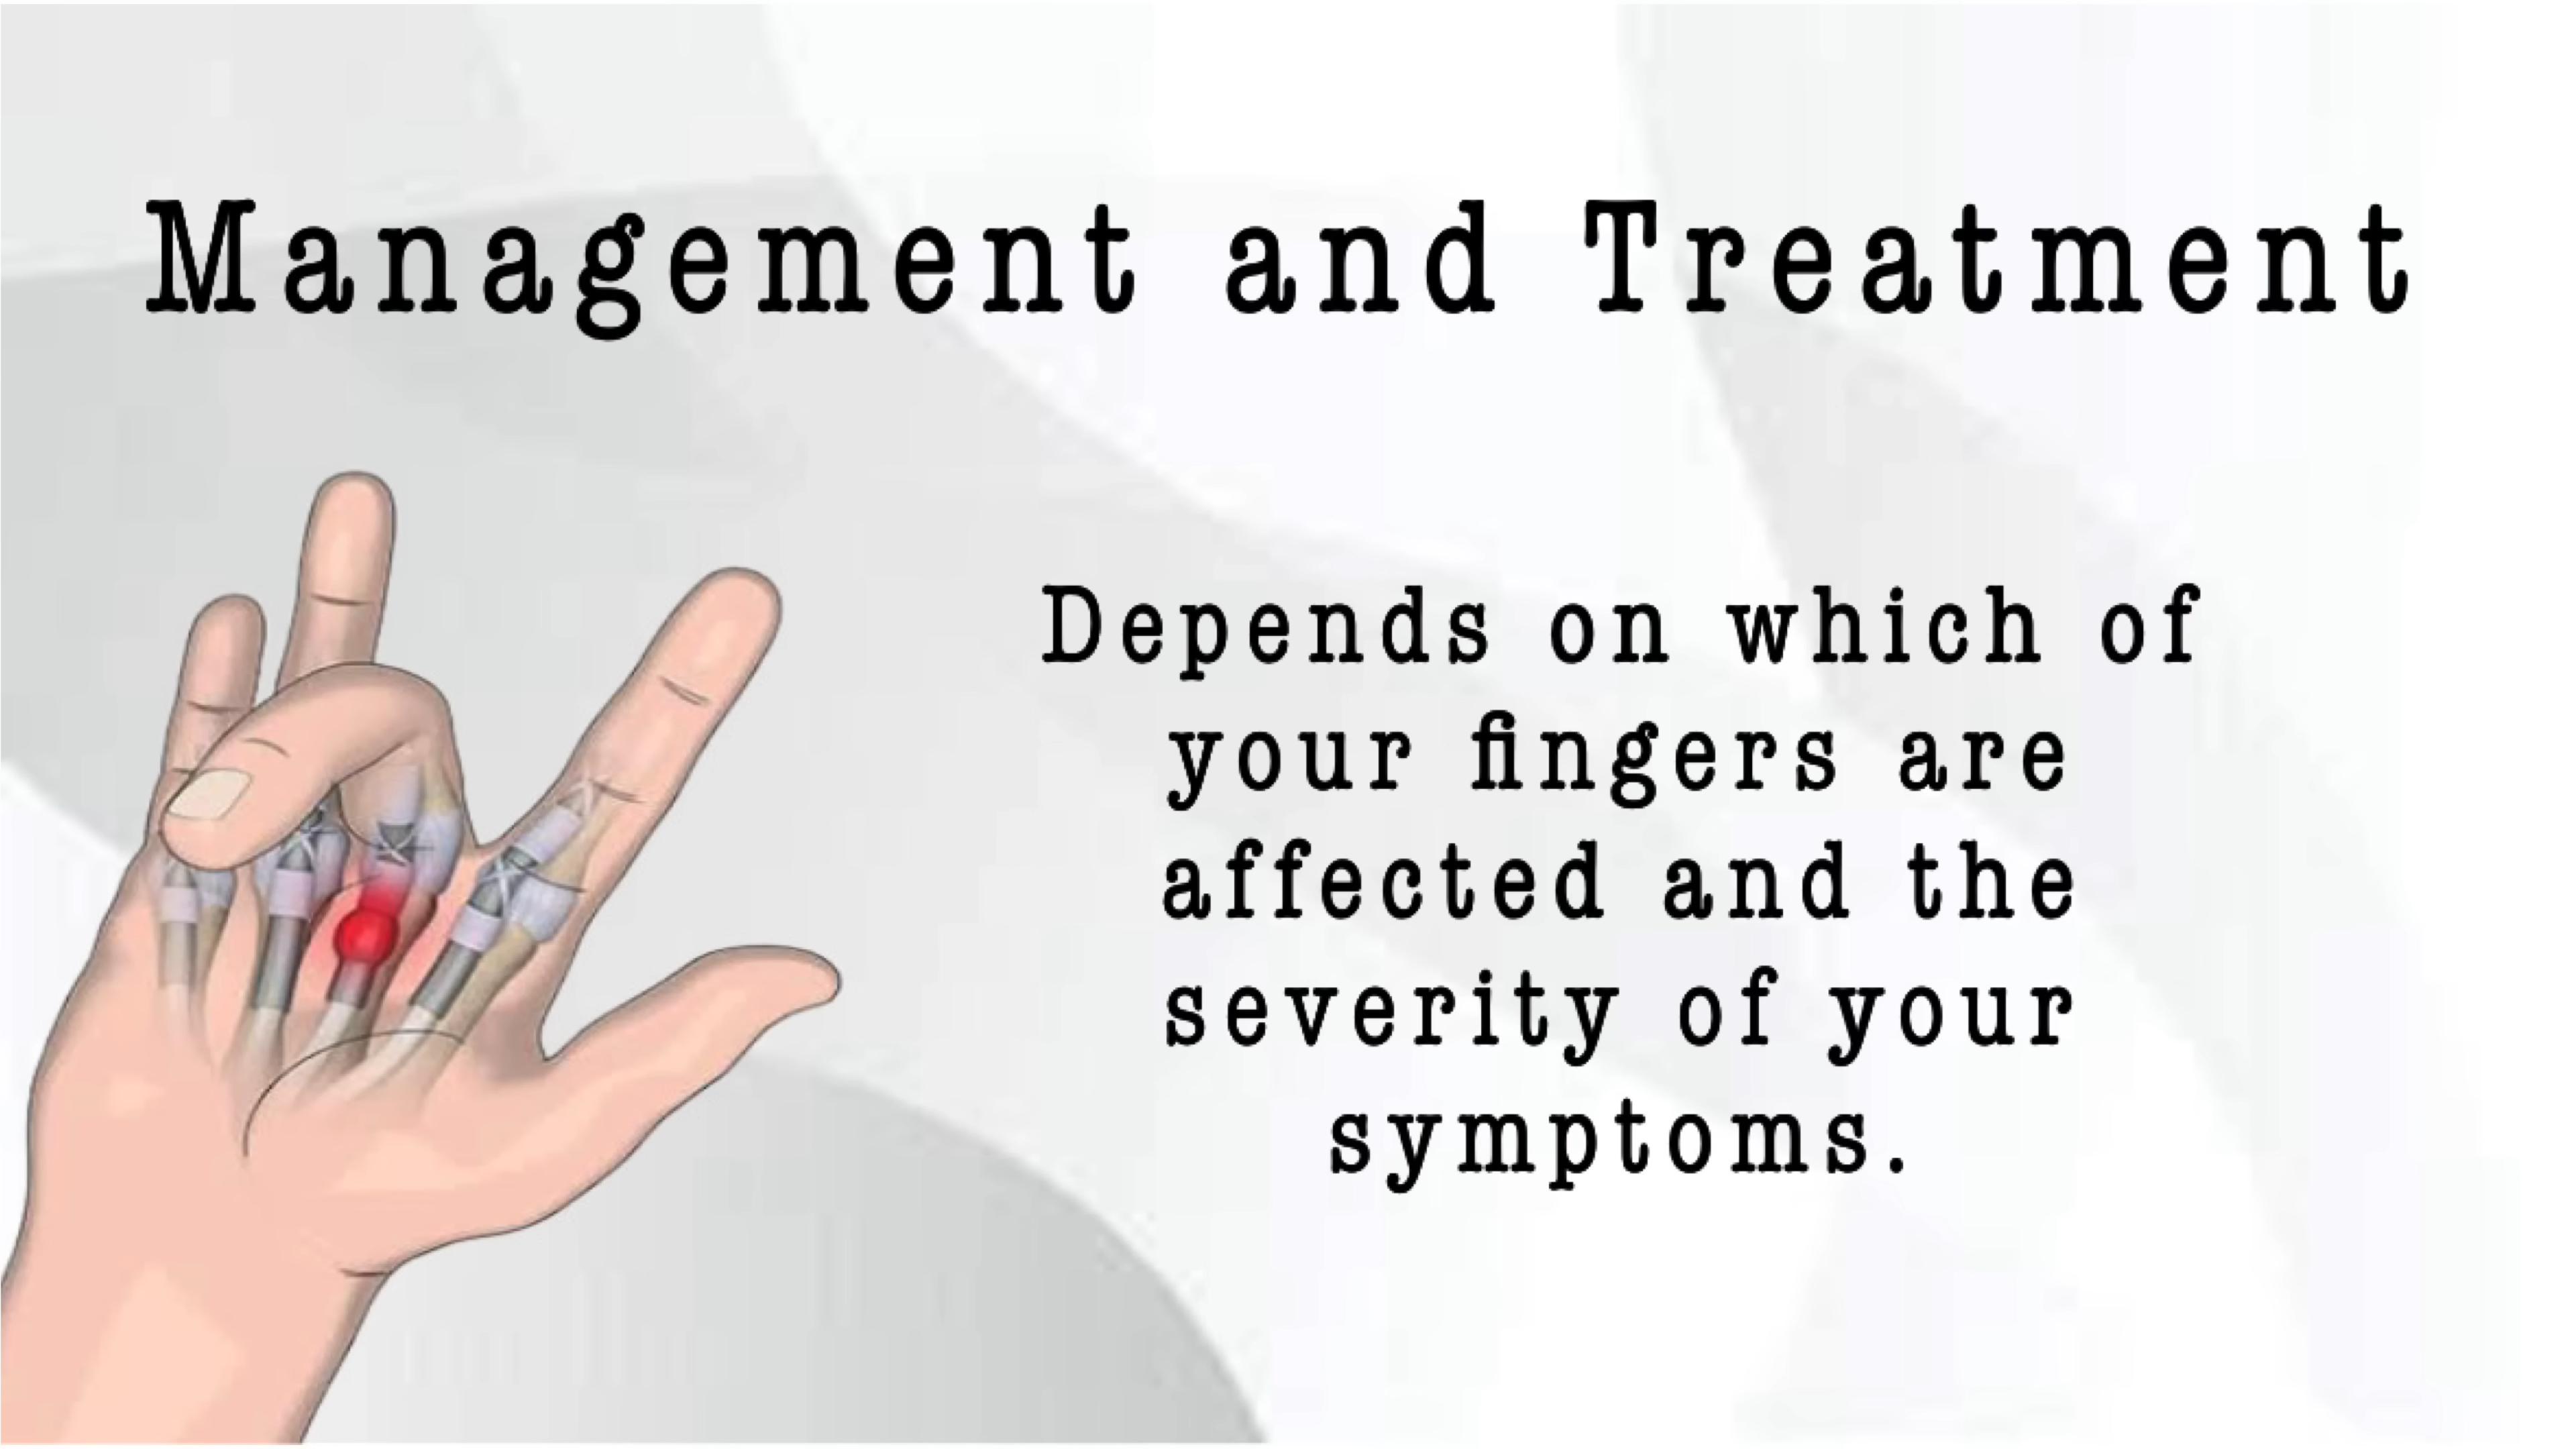 Management and Treatment
Depends on which of
your fingers are
affected and the
severity of your
symptoms.